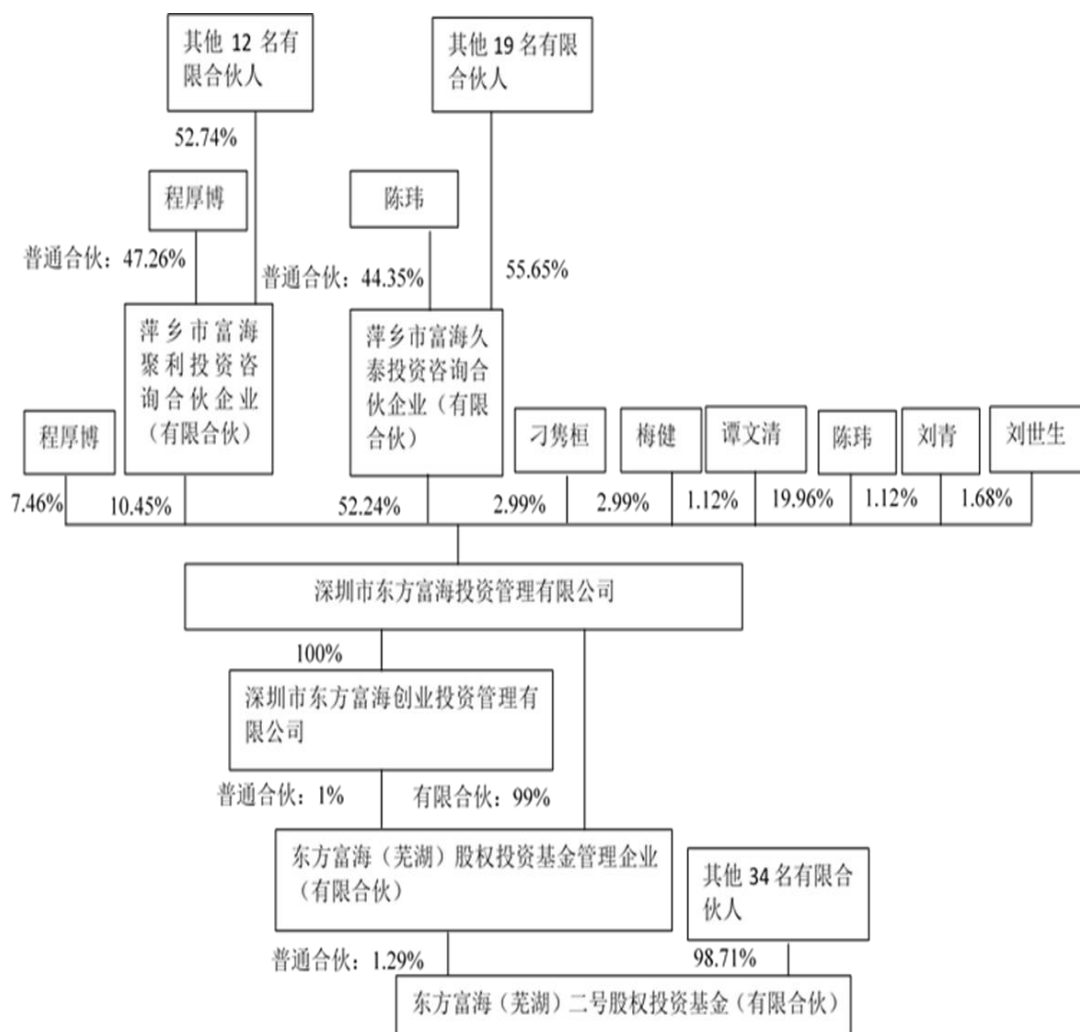 其他 12 名有
限合伙人
其他 19 名有限
合伙人
52.74%
程厚博
陈玮
普通合伙：47.26%
普通合伙：44.35%
55.65%
萍乡市富海
聚利投资咨
询合伙企业
（有限合伙）
萍乡市富海久
泰投资咨询合
伙企业（有限
合伙）
程厚博
刁隽桓
梅健
谭文清
陈玮
刘青
刘世生
7.46%
10.45%
52.24%
2.99%
2.99%
1.12%
19.96%
1.12%
1.68%
深圳市东方富海投资管理有限公司
100%
深圳市东方富海创业投资管理有
限公司
普通合伙：1%
有限合伙：99%
东方富海（芜湖）股权投资基金管理企业
（有限合伙）
其他 34 名有限合
伙人
普通合伙：1.29%
98.71%
东方富海（芜湖）二号股权投资基金（有限合伙）